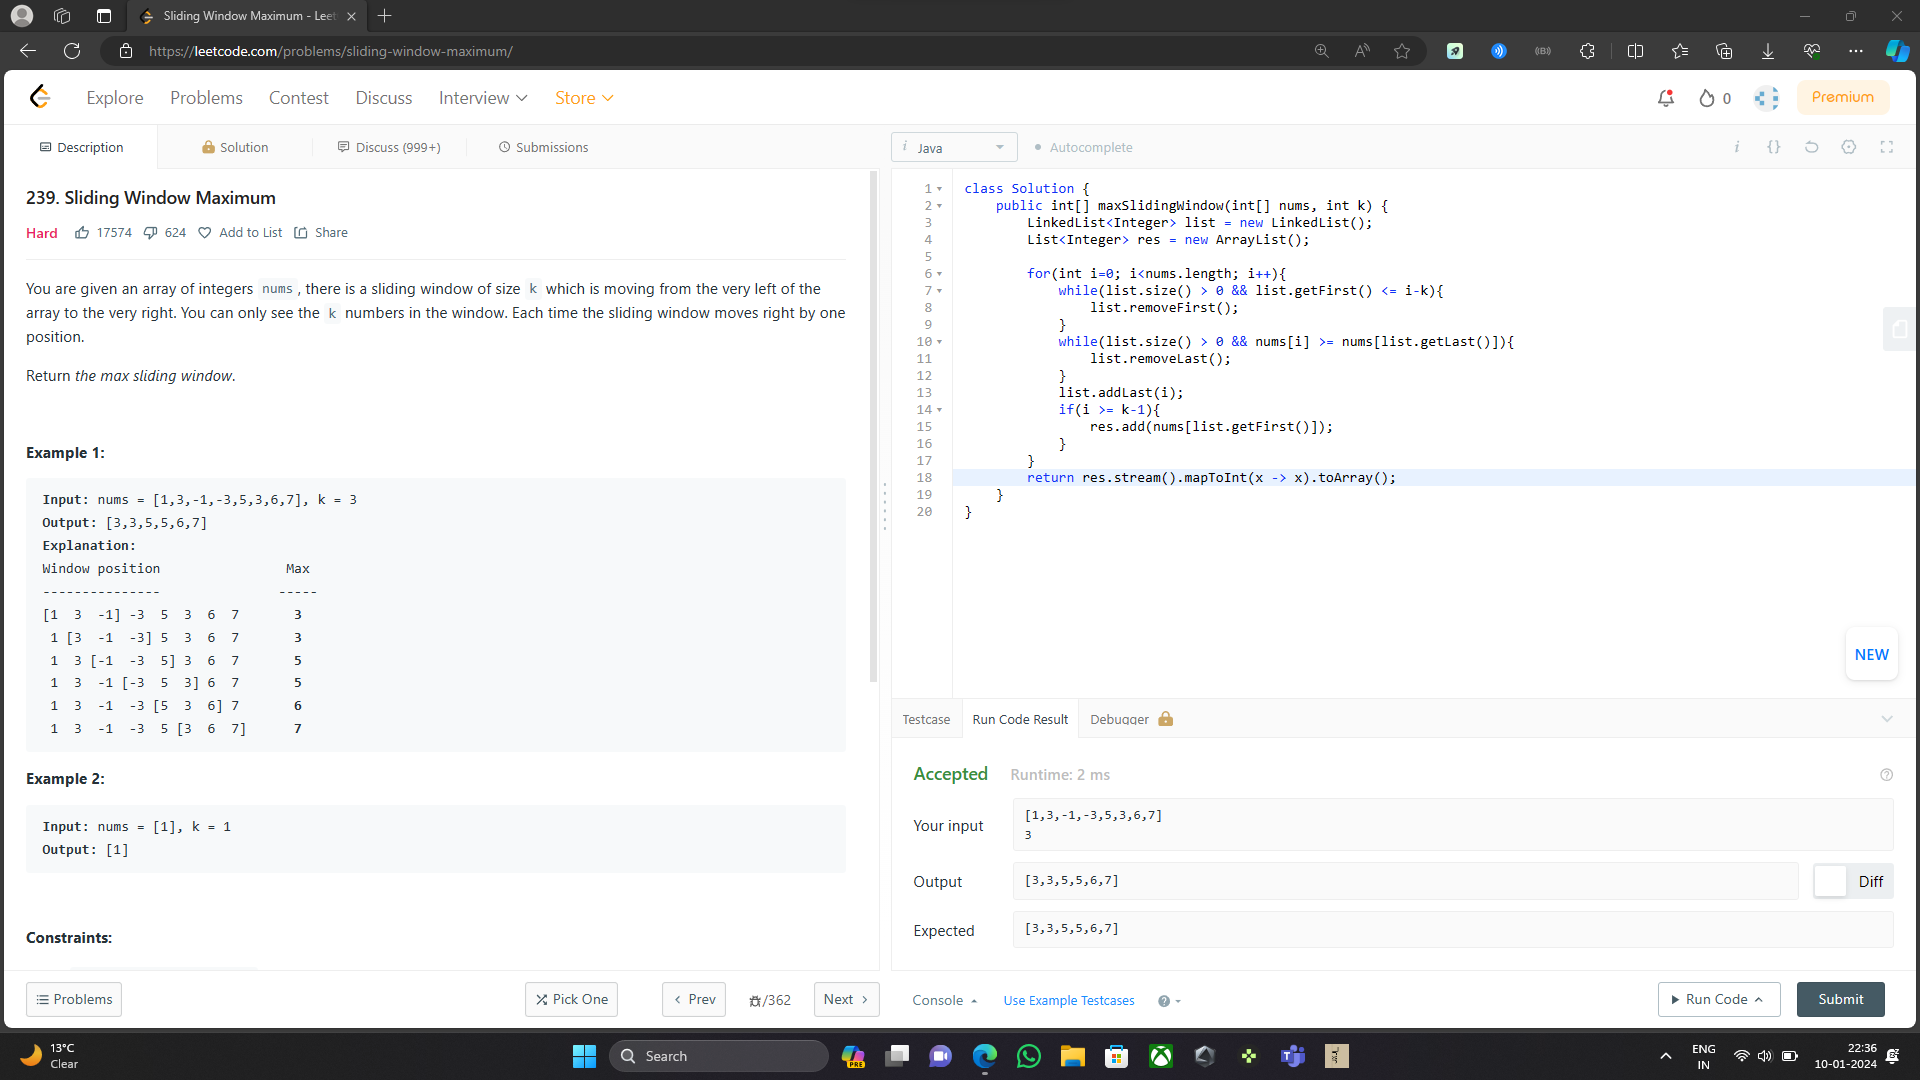 Sliding Window Maximum - Leet
https://leetcode.com/problems/sliding-window-maximum/
Explore Problems Contest Discuss Interview Store
0 Premium
Description Solution Discuss (999+) Submissions
i Java Autocomplete
239. Sliding Window Maximum
Hard 17574 624 Add to List Share
You are given an array of integers nums, there is a sliding window of size k which is moving from the very left of the
array to the very right. You can only see the k numbers in the window. Each time the sliding window moves right by one
position.
Return the max sliding window.
Example 1:
Input: nums = [1,3,-1,-3,5,3,6,7], k = 3
Output: [3,3,5,5,6,7]
Explanation:
Window position Max
--------------- -----
[1 3 -1] -3 5 3 6 7 3
1 [3 -1 -3] 5 3 6 7 3
1 3 [-1 -3 5] 3 6 7 5
1 3 -1 [-3 5 3] 6 7 5
1 3 -1 -3 [5 3 6] 7 6
1 3 -1 -3 5 [3 6 7] 7
Example 2:
Input: nums = [1], k = 1
Output: [1]
Constraints:
Problems Pick One Prev /362 Next
1 class Solution {
2 public int[] maxSlidingWindow(int[] nums, int k) {
3 LinkedList<Integer> list = new LinkedList();
4 List<Integer> res = new ArrayList();
5
6 for(int i=0; i<nums.length; i++){
7 while(list.size() > 0 && list.getFirst() <= i-k){
8 list.removeFirst();
9 }
10 while(list.size() > 0 && nums[i] >= nums[list.getLast()]){
11 list.removeLast();
12 }
13 list.addLast(i);
14 if(i >= k-1){
15 res.add(nums[list.getFirst()]);
16 }
17 }
18 return res.stream().mapToInt(x -> x).toArray();
19 }
20 }
NEW
Testcase Run Code Result Debugger
Accepted Runtime: 2 ms
Your input
[1,3,-1,-3,5,3,6,7]
3
Output [3,3,5,5,6,7] Diff
Expected [3,3,5,5,6,7]
Console Use Example Testcases Run Code Submit
13°C
Clear
Search
PRE
ENG
IN
22:36
10-01-2024